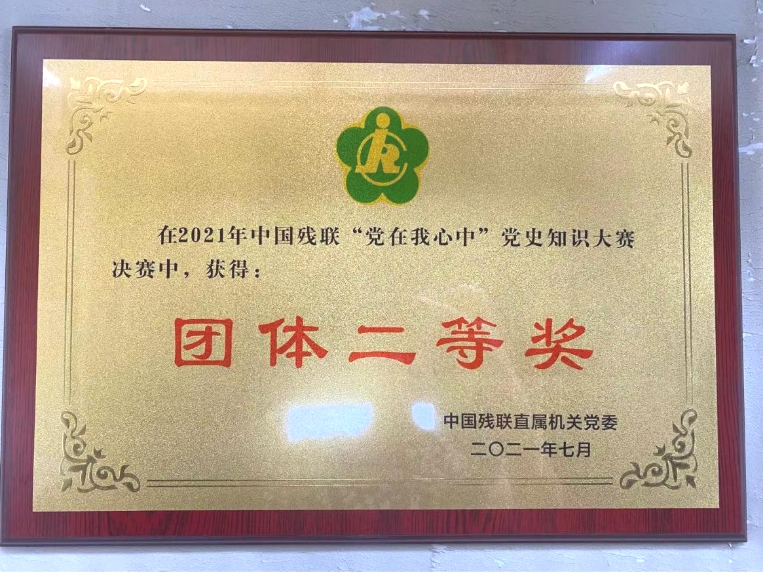 在2021年中国残联“党在我心中”党史知识大赛
决赛中，获得：
团体二等奖
中国残联直属机关党委
二〇二一年七月